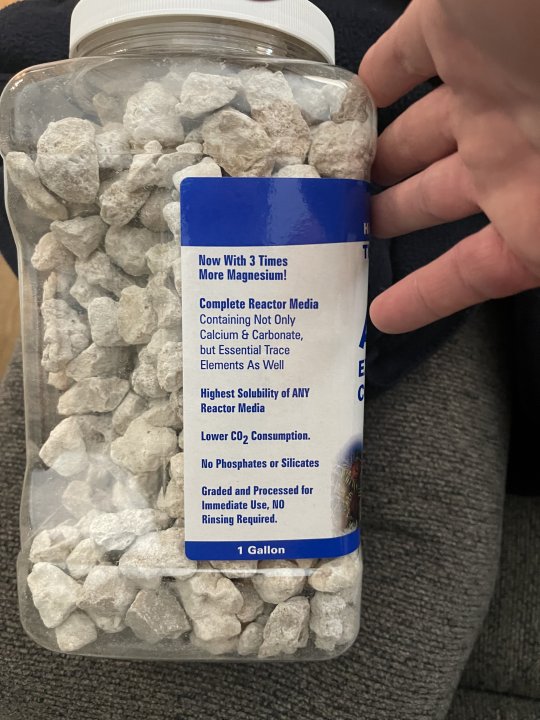 Now With 3 Times
More Magnesium!
Complete Reactor Media
Containing Not Only
Calcium & Carbonate,
but Essential Trace
Elements As Well
Highest Solubility of ANY
Reactor Media
Lower CO2 Consumption.
No Phosphates or Silicates
Graded and Processed for
Immediate Use, NO
Rinsing Required.
1 Gallon